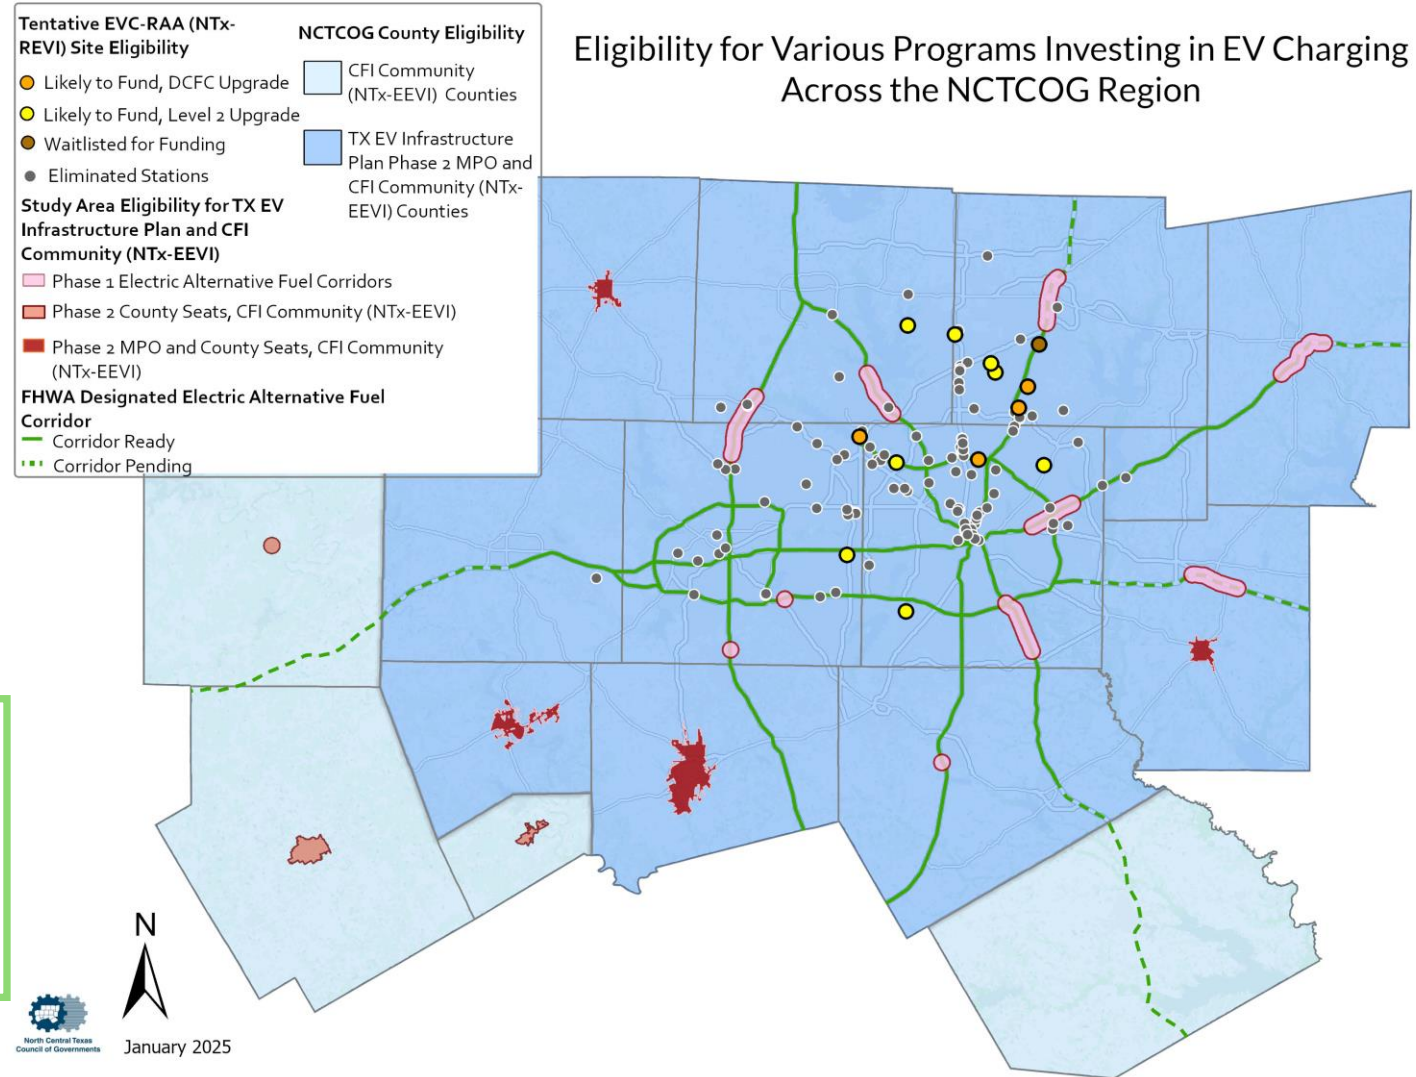 Eligibility for Various Programs Investing in EV Charging
Across the NCTCOG Region
Tentative EVC-RAA (NTx-
REVI) Site Eligibility
Likely to Fund, DCFC Upgrade
Likely to Fund, Level 2 Upgrade
Waitlisted for Funding
Eliminated Stations
Study Area Eligibility for TX EV
Infrastructure Plan and CFI
Community (NTx-EEVI)
Phase 1 Electric Alternative Fuel Corridors
Phase 2 County Seats, CFI Community (NTx-EEVI)
Phase 2 MPO and County Seats, CFI Community
(NTx-EEVI)
FHWA Designated Electric Alternative Fuel
Corridor
Corridor Ready
Corridor Pending
NCTCOG County Eligibility
CFI Community
(NTx-EEVI) Counties
TX EV Infrastructure
Plan Phase 2 MPO and
CFI Community (NTx-
EEVI) Counties
N
North Central Texas
Council of Governments
January 2025